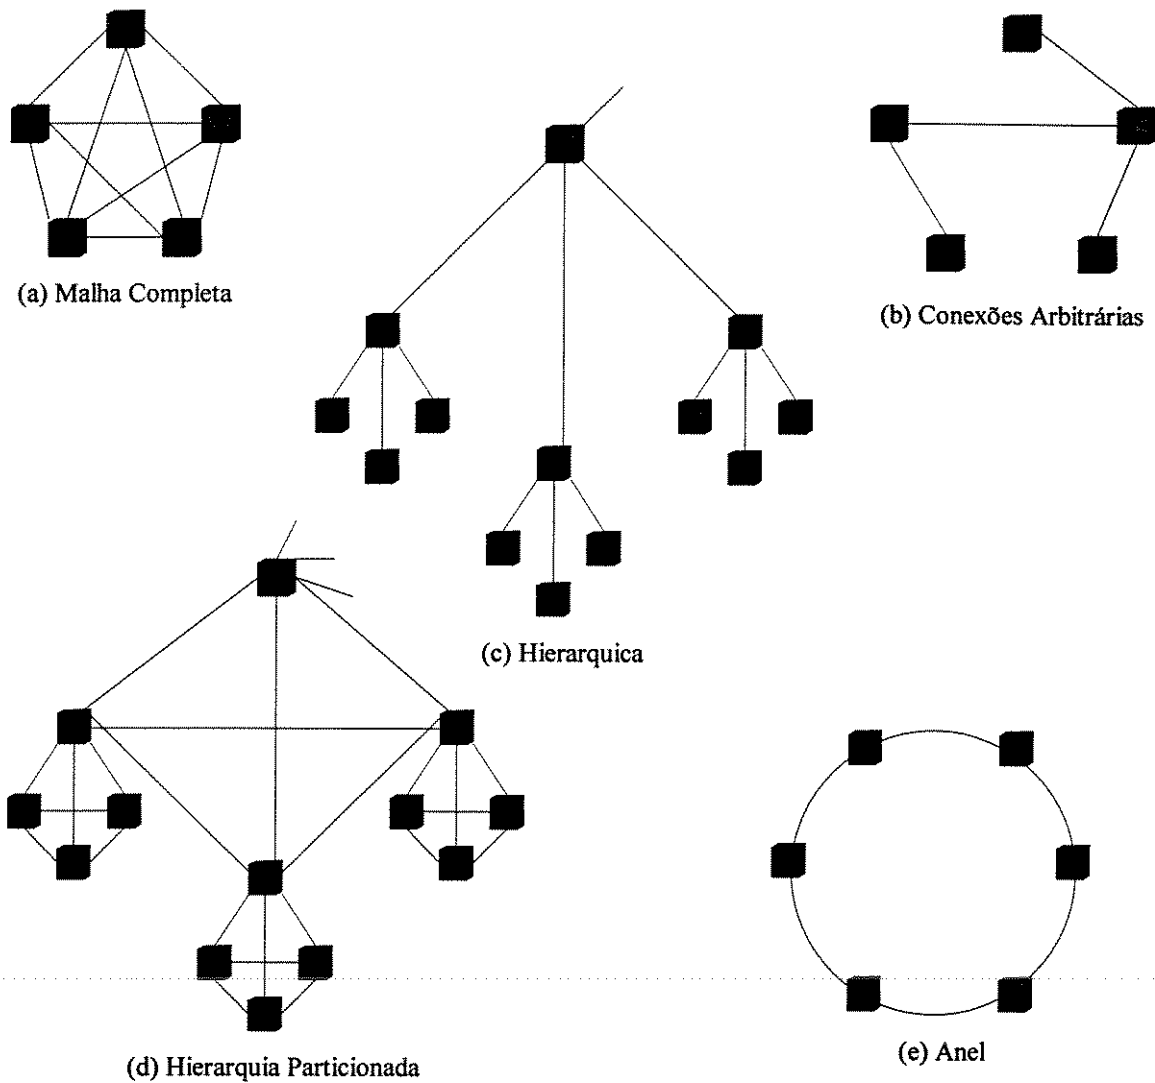 (a) Malha Completa
(b) Conexões Arbitrárias
(c) Hierarquica
(d) Hierarquia Particionada
(e) Anel